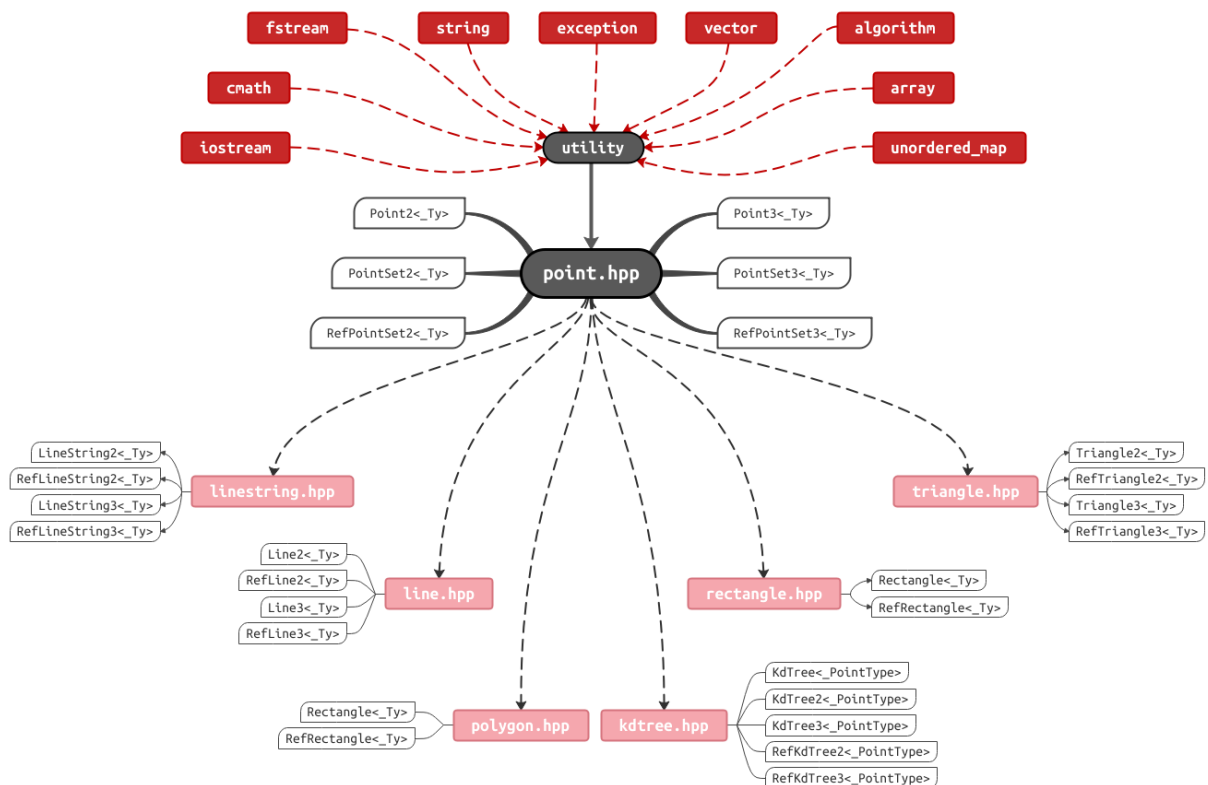 fstream
string
exception
vector
algorithm
cmath
array
iostream
utility
unordered_map
Point2<_Ty>
Point3<_Ty>
PointSet2<_Ty>
point.hpp
PointSet3<_Ty>
RefPointSet2<_Ty>
RefPointSet3<_Ty>
LineString2<_Ty>
RefLineString2<_Ty>
LineString3<_Ty>
RefLineString3<_Ty>
linestring.hpp
triangle.hpp
Triangle2<_Ty>
RefTriangle2<_Ty>
Triangle3<_Ty>
RefTriangle3<_Ty>
Line2<_Ty>
RefLine2<_Ty>
Line3<_Ty>
RefLine3<_Ty>
line.hpp
rectangle.hpp
Rectangle<_Ty>
RefRectangle<_Ty>
Rectangle<_Ty>
RefRectangle<_Ty>
polygon.hpp
kdtree.hpp
KdTree<_PointType>
KdTree2<_PointType>
KdTree3<_PointType>
RefKdTree2<_PointType>
RefKdTree3<_PointType>